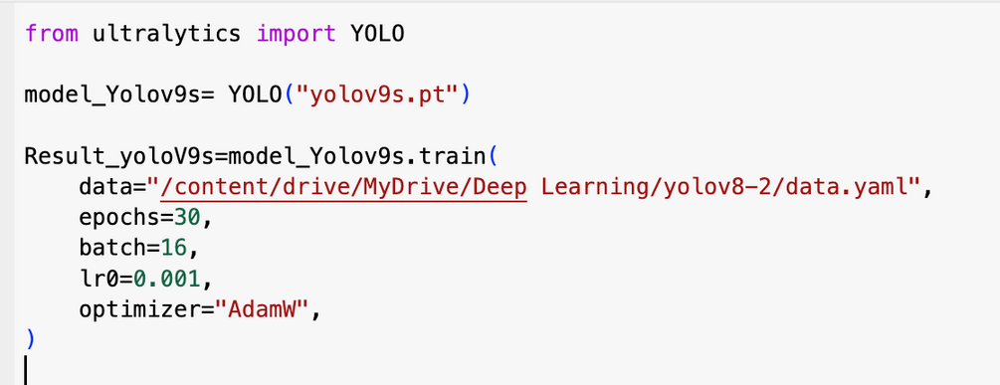 from ultralytics import YOLO
model_Yolov9s= YOLO("yolov9s.pt")
Result_yoloV9s=model_Yolov9s.train(
    data="/content/drive/MyDrive/Deep Learning/yolov8-2/data.yaml",
    epochs=30,
    batch=16,
    lr0=0.001,
    optimizer="AdamW",
)